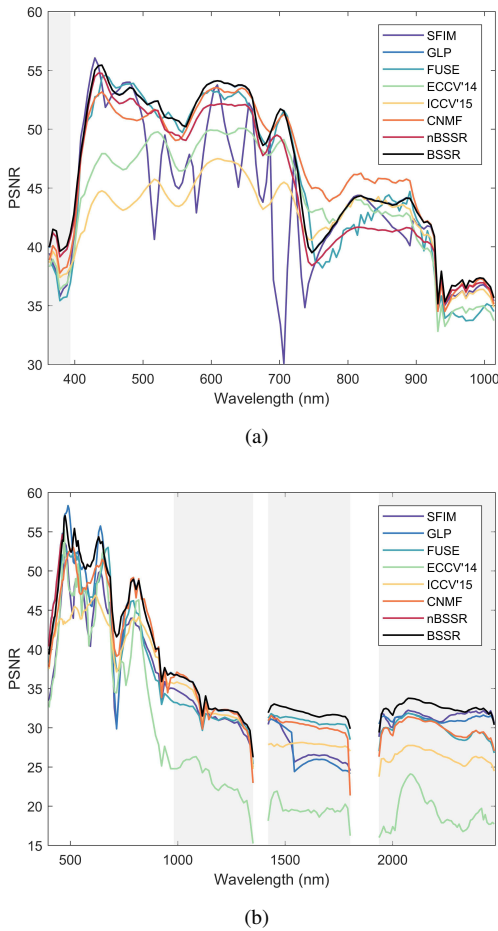 60
55
50
45
40
35
30
PSNR
400 500 600 700 800 900 1000
Wavelength (nm)
SFIM
GLP
FUSE
ECCV'14
ICCV'15
CNMF
nBSSR
BSSR
(a)
60
55
50
45
40
35
30
25
20
15
PSNR
500 1000 1500 2000
Wavelength (nm)
SFIM
GLP
FUSE
ECCV'14
ICCV'15
CNMF
nBSSR
BSSR
(b)